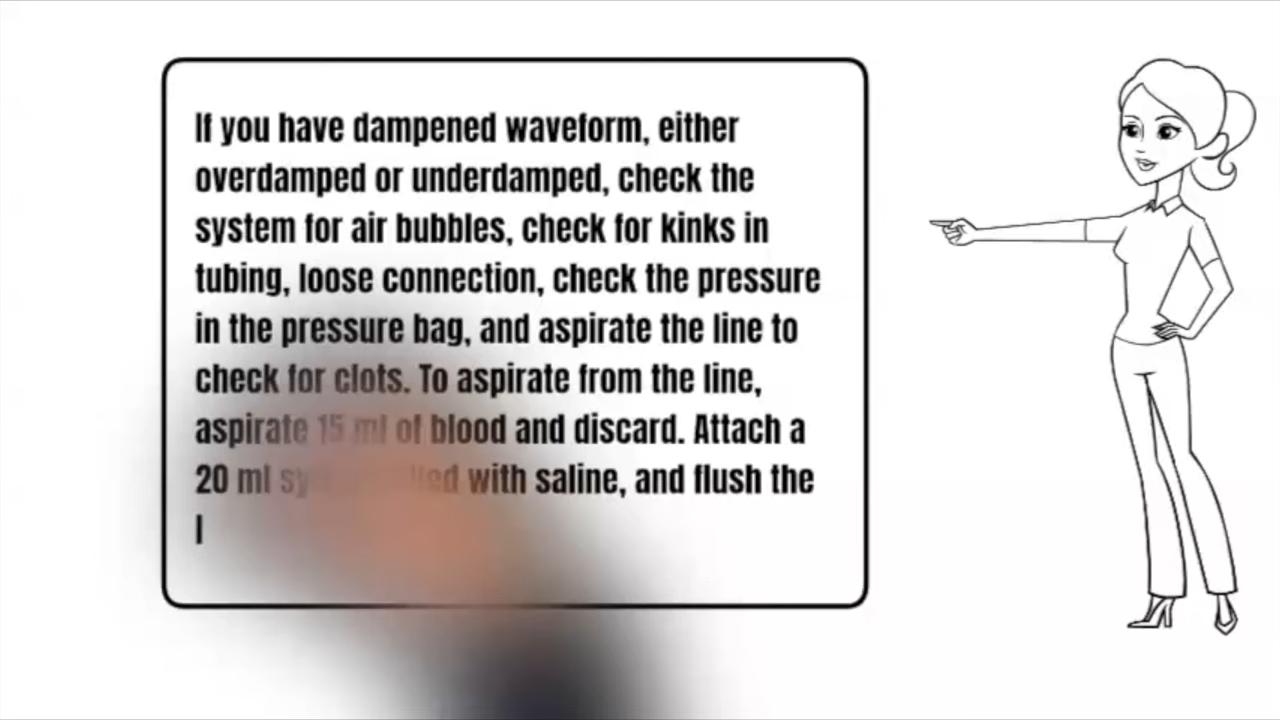 If you have dampened waveform, either
overdamped or underdamped, check the
system for air bubbles, check for kinks in
tubing, loose connection, check the pressure
in the pressure bag, and aspirate the line to
check for clots. To aspirate from the line,
aspirate 15 ml of blood and discard. Attach a
20 ml with saline, and flush the
l